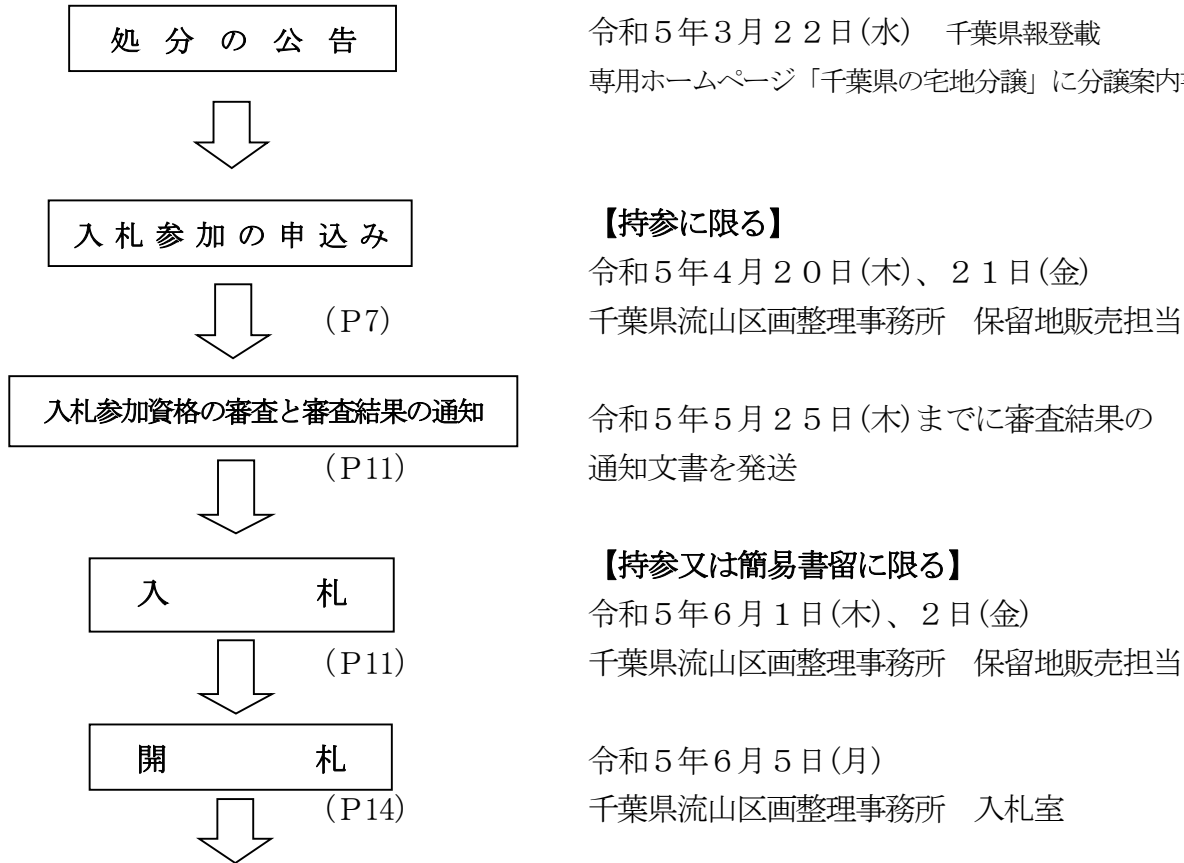 処分の公告
令和5年3月22日(水) 千葉県報登載
専用ホームページ「千葉県の宅地分譲」に分譲案内
入札参加の申込み
【持参に限る】
令和5年4月20日(木)、21日(金)
(P7)
千葉県流山区画整理事務所 保留地販売担当
入札参加資格の審査と審査結果の通知
令和5年5月25日(木)までに審査結果の
(P11)
通知文書を発送
【持参又は簡易書留に限る】
入札
令和5年6月1日(木)、2日(金)
(P11)
千葉県流山区画整理事務所 保留地販売担当
開札
令和5年6月5日(月)
(P14)
千葉県流山区画整理事務所 入札室